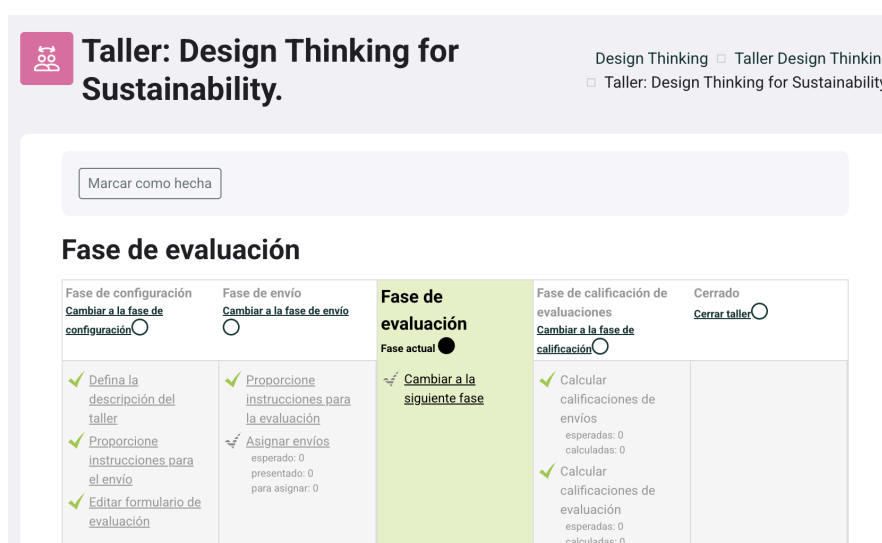 Taller: Design Thinking for
Sustainability.
Design Thinking
Taller Design
Taller: Design Thinking for
Marcar como hecha
Fase de evaluación
Fase de configuración
Cambiar a la fase de
configuración
Fase de envío
Cambiar a la fase de envío
Fase de
evaluación
Fase actual
Fase de calificación de
evaluaciones
Cambiar a la fase de
calificación
Cerrado
Cerrar taller
Defina la
descripción del
taller
Proporcione
instrucciones para
el envío
Editar formulario de
evaluación
Proporcione
instrucciones para
la evaluación
Asignar envíos
esperado: 0
presentado: 0
para asignar: 0
Cambiar a la
siguiente fase
Calcular
calificaciones de
envíos
esperadas: 0
calculadas: 0
Calcular
calificaciones de
evaluación
esperadas: 0
calculadas: 0